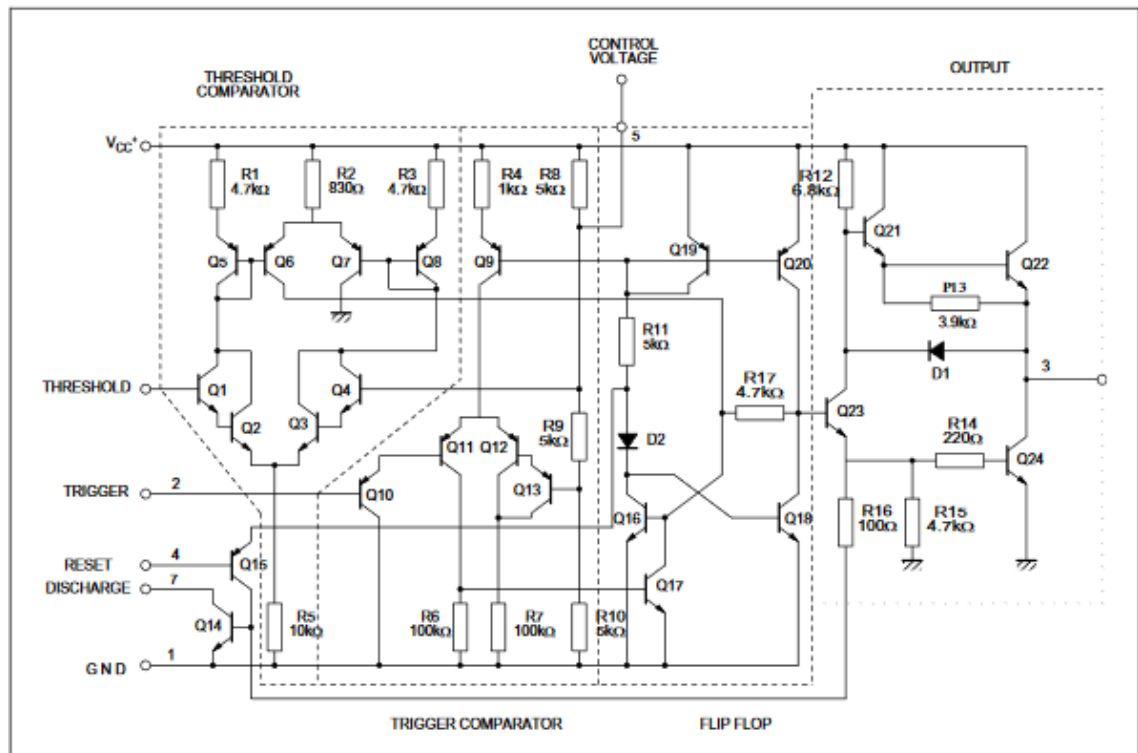 CONTROL
VOLTAGE
THRESHOLD
COMPARATOR
OUTPUT
5
Vcc+
R1
4.7kΩ
R2
830Ω
R3
4.7kΩ
R4
1kΩ
R8
5kΩ
R12
6.8kΩ
Q5
Q6
Q7
Q8
Q9
Q19
Q20
Q21
Q22
R13
3.9kΩ
R11
5kΩ
D1
3
THRESHOLD
Q1
Q4
R17
4.7kΩ
Q23
Q2
Q3
R9
5kΩ
D2
R14
220Ω
Q11
Q12
Q24
TRIGGER
2
Q10
Q13
Q16
Q18
R16
100Ω
R15
4.7kΩ
RESET
4
Q15
DISCHARGE
7
Q17
Q14
R5
10kΩ
R6
100kΩ
R7
100kΩ
R10
5kΩ
GND
1
TRIGGER COMPARATOR
FLIP FLOP